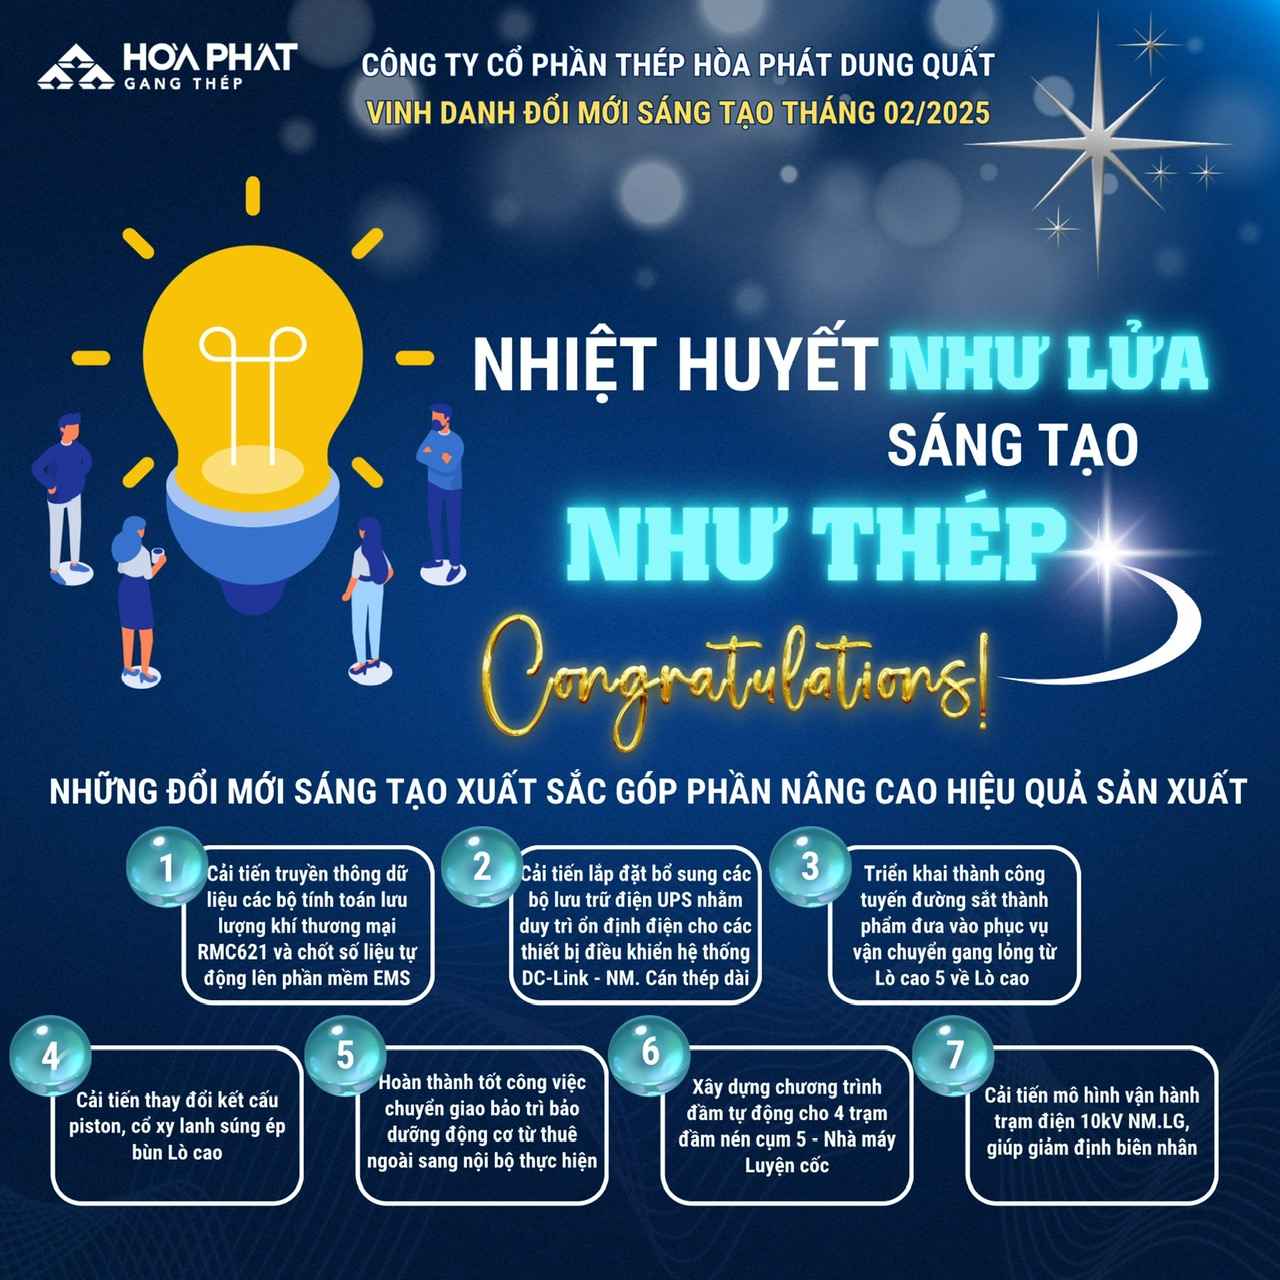 HÒA PHÁT
GANG THÉP
CÔNG TY CỔ PHẦN THÉP HÒA PHÁT DUNG QUẤT
VINH DANH ĐỔI MỚI SÁNG TẠO THÁNG 02/2025
NHIỆT HUYẾT NHƯ LỬA
SÁNG TẠO
NHƯ THÉP
Congratulations!
NHỮNG ĐỔI MỚI SÁNG TẠO XUẤT SẮC GÓP PHẦN NÂNG CAO HIỆU QUẢ SẢN XUẤT
1
Cải tiến truyền thông dữ
liệu các bộ tính toán lưu
lượng khí thương mại
RMC621 và chốt số liệu tự
động lên phần mềm EMS
2
Cải tiến lắp đặt bổ sung các
bộ lưu trữ điện UPS nhằm
duy trì ổn định điện cho các
thiết bị điều khiển hệ thống
DC-Link - NM. Cán thép dài
3
Triển khai thành công
tuyến đường sắt thành
phẩm đưa vào phục vụ
vận chuyển gang lỏng từ
Lò cao 5 về Lò cao
4
Cải tiến thay đổi kết cấu
piston, cổ xy lanh súng ép
bùn Lò cao
5
Hoàn thành tốt công việc
chuyển giao bảo trì bảo
dưỡng động cơ từ thuê
ngoài sang nội bộ thực hiện
6
Xây dựng chương trình
đầm tự động cho 4 trạm
đầm nén cụm 5 - Nhà máy
Luyện cốc
7
Cải tiến mô hình vận hành
trạm điện 10kV NM.LG,
giúp giảm định biên nhân